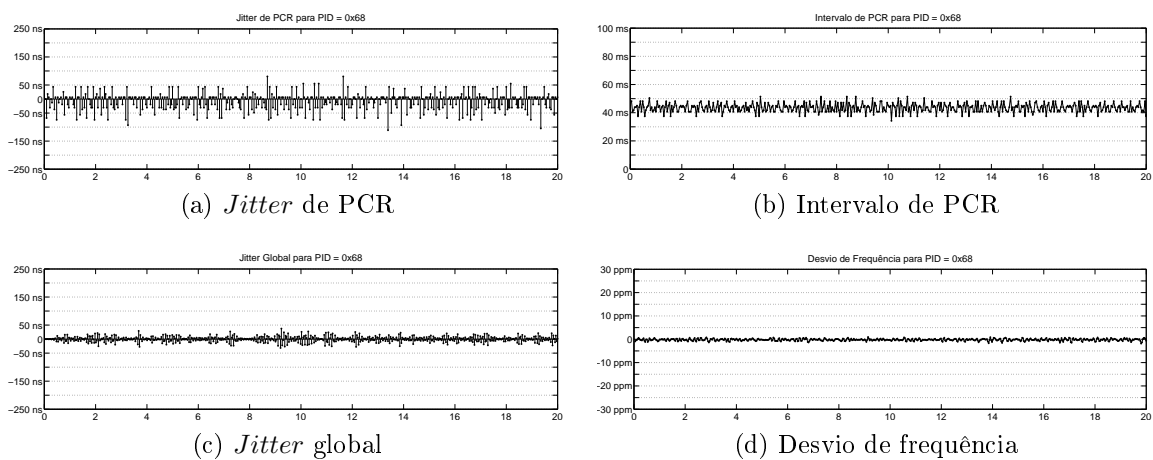 Jitter de PCR para PID = 0x68
250 ns
150 ns
50 ns
0
−50 ns
−150 ns
−250 ns
0 2 4 6 8 10 12 14 16 18 20
(a) Jitter de PCR
Intervalo de PCR para PID = 0x68
100 ms
80 ms
60 ms
40 ms
20 ms
0
0 2 4 6 8 10 12 14 16 18 20
(b) Intervalo de PCR
Jitter Global para PID = 0x68
250 ns
150 ns
50 ns
0
−50 ns
−150 ns
−250 ns
0 2 4 6 8 10 12 14 16 18 20
(c) Jitter global
Desvio de Frequência para PID = 0x68
30 ppm
20 ppm
10 ppm
0
-10 ppm
-20 ppm
-30 ppm
0 2 4 6 8 10 12 14 16 18 20
(d) Desvio de frequência